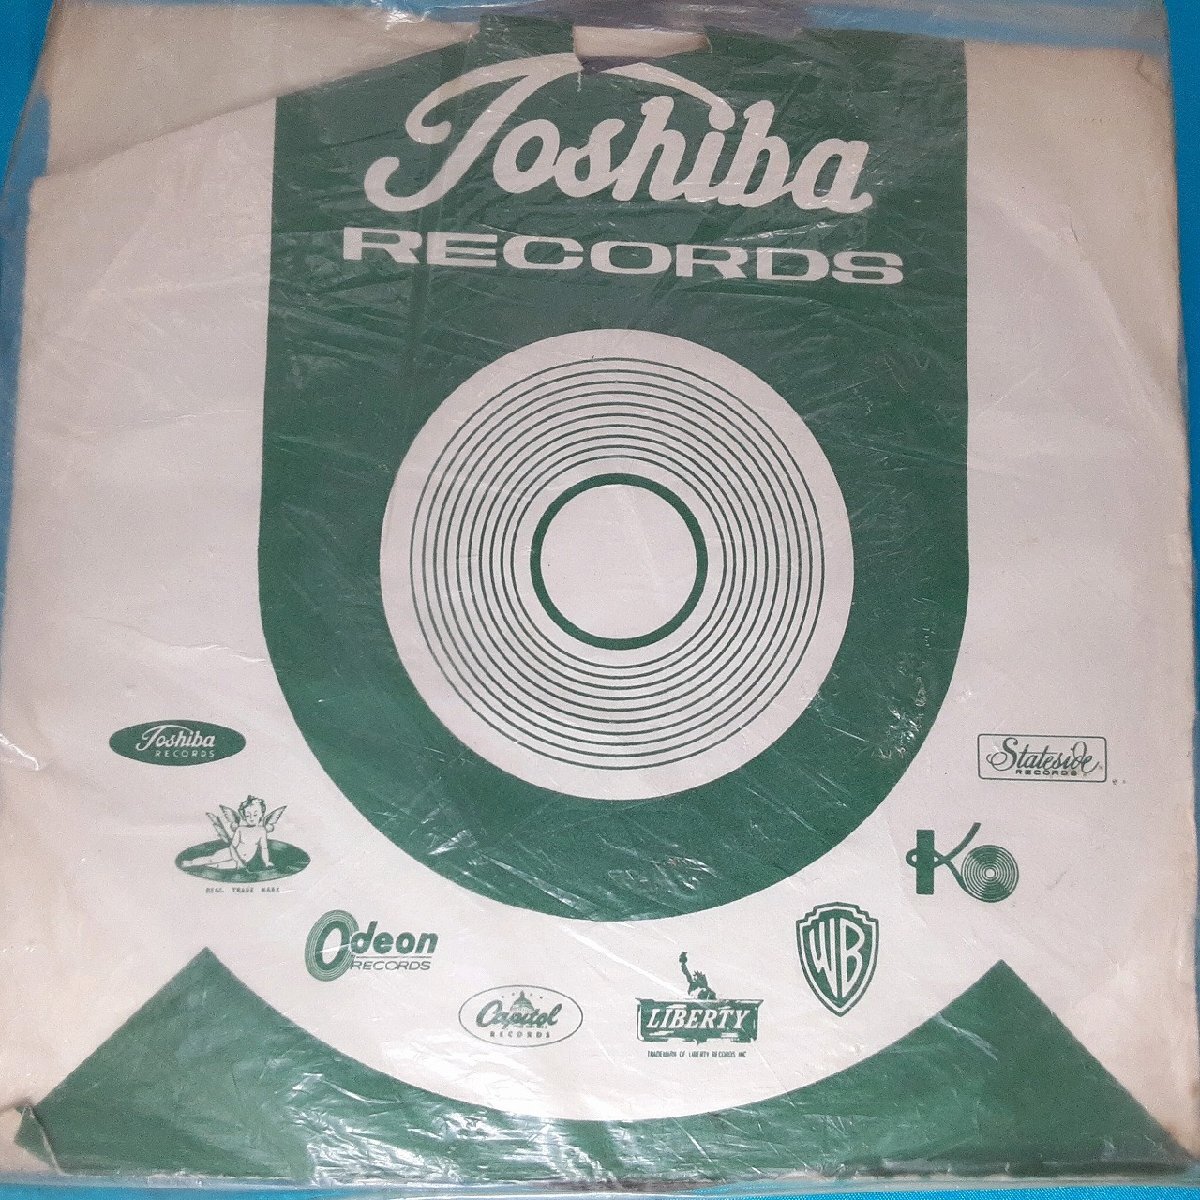 Toshiba
RECORDS
Toshiba
RECORDS
REG. TRADE MARK
Odeon
RECORDS
Capitol
RECORDS
LIBERTY
TRADEMARK OF LIBERTY RECORDS INC
WB
K
Stateside
RECORDS